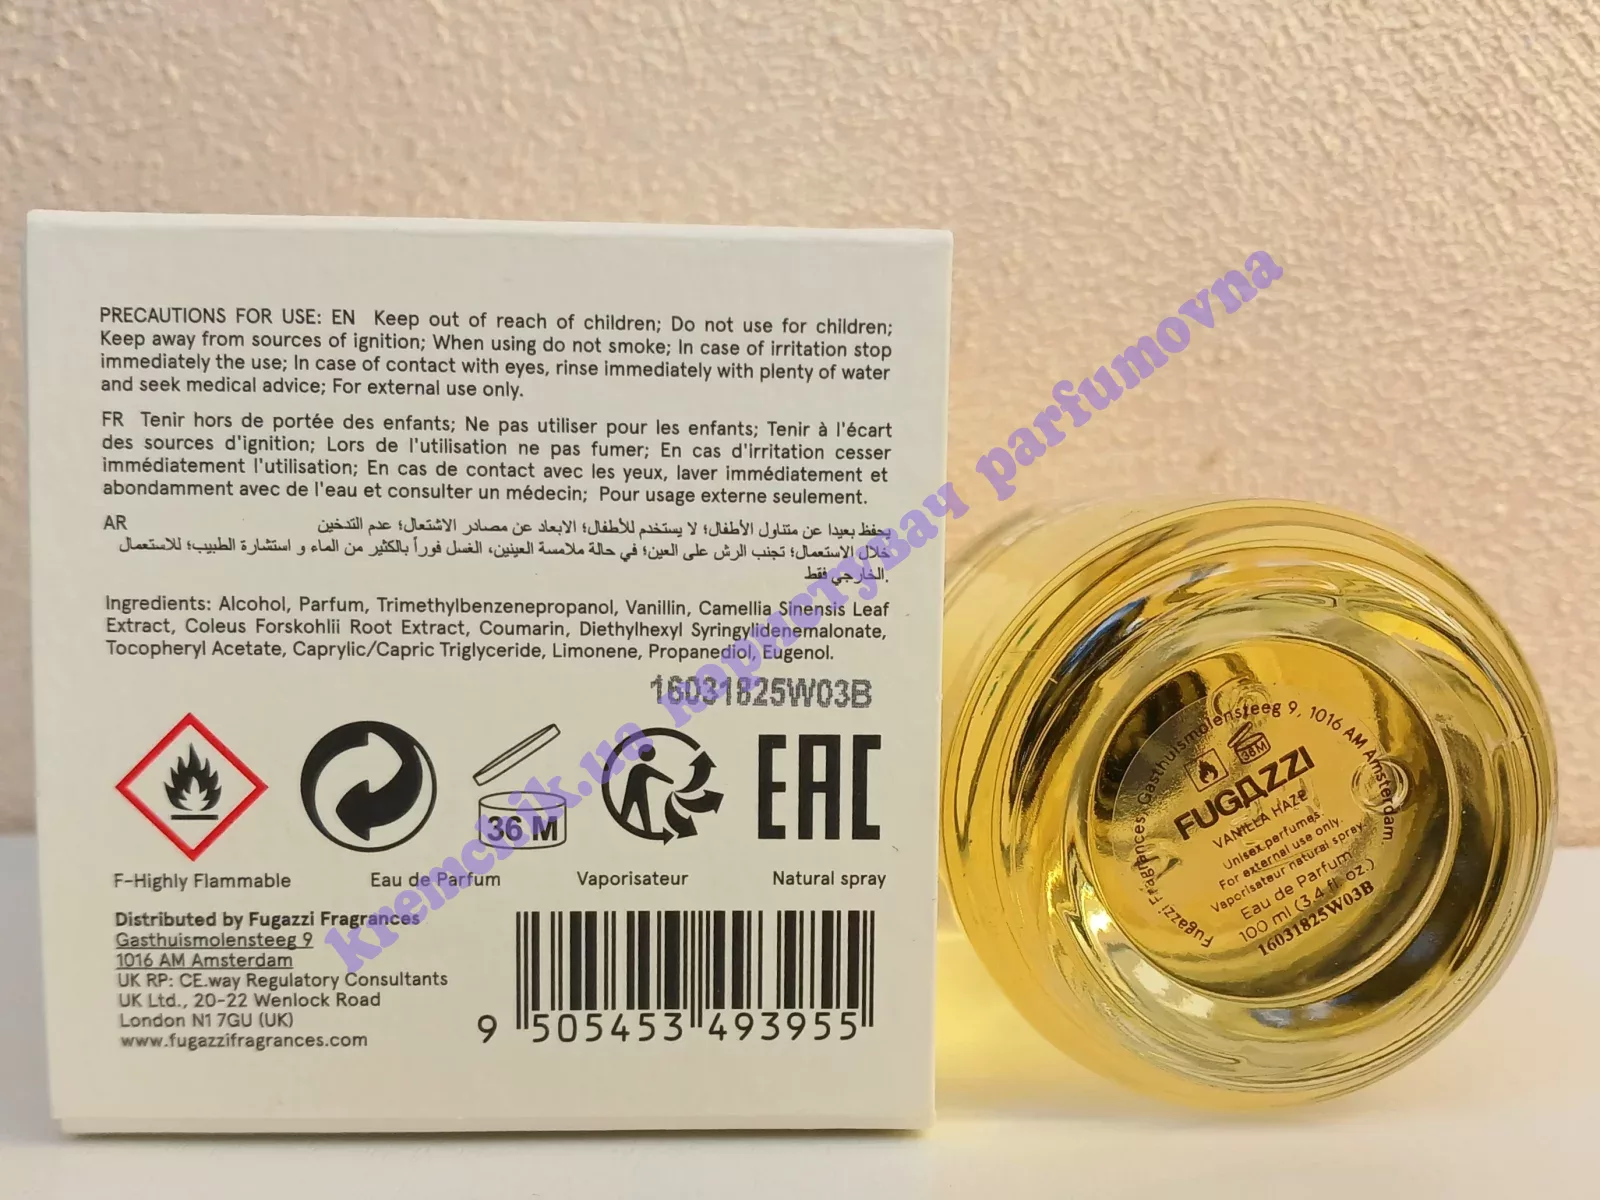 PRECAUTIONS FOR USE: EN Keep out of reach of children; Do not use for children;
Keep away from sources of ignition; When using do not smoke; In case of irritation stop
immediately the use; In case of contact with eyes, rinse immediately with plenty of water
and seek medical advice; For external use only.
FR Tenir hors de portée des enfants; Ne pas utiliser pour les enfants; Tenir à l'écart
des sources d'ignition; Lors de l'utilisation ne pas fumer; En cas d'irritation cesser
immédiatement l'utilisation; En cas de contact avec les yeux, laver immédiatement et
abondamment avec de l'eau et consulter un médecin; Pour usage externe seulement.
AR
يحفظ بعيدا عن متناول الأطفال؛ لا يستخدم للأطفال؛ الابعاد عن مصادر الاشتعال؛ عدم التدخين
خلال الاستعمال؛ تجنب الرش على العين؛ في حالة ملامسة العينين، الغسل فوراً بالكثير من الماء و استشارة الطبيب؛ للاستعمال
الخارجي فقط.
Ingredients: Alcohol, Parfum, Trimethylbenzenepropanol, Vanillin, Camellia Sinensis Leaf
Extract, Coleus Forskohlii Root Extract, Coumarin, Diethylhexyl Syringylidenemalonate,
Tocopheryl Acetate, Caprylic/Capric Triglyceride, Limonene, Propanediol, Eugenol.
16031825W03B
36 M
EAC
F-Highly Flammable
Eau de Parfum
Vaporisateur
Natural spray
Distributed by Fugazzi Fragrances
Gasthuismolensteeg 9
1016 AM Amsterdam
UK RP: CE.way Regulatory Consultants
UK Ltd., 20-22 Wenlock Road
London N1 7GU (UK)
www.fugazzifragrances.com
9 505453 493955
Fugazzi Fragrances, Gasthuismolensteeg 9, 1016 AM Amsterdam.
36M
FUGAZZI
VANILLA HAZE
Unisex perfumes.
For external use only.
Vaporisateur natural spray.
Eau de Parfum
100 ml (3.4 fl. oz.)
16031825W03B
kremchik.ua користувач parfumovna